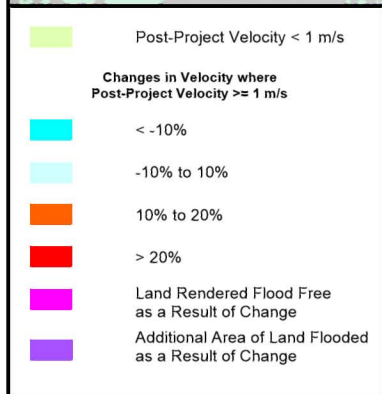 Post-Project Velocity < 1 m/s
Changes in Velocity where
Post-Project Velocity >= 1 m/s
< -10%
-10% to 10%
10% to 20%
> 20%
Land Rendered Flood Free
as a Result of Change
Additional Area of Land Flooded
as a Result of Change